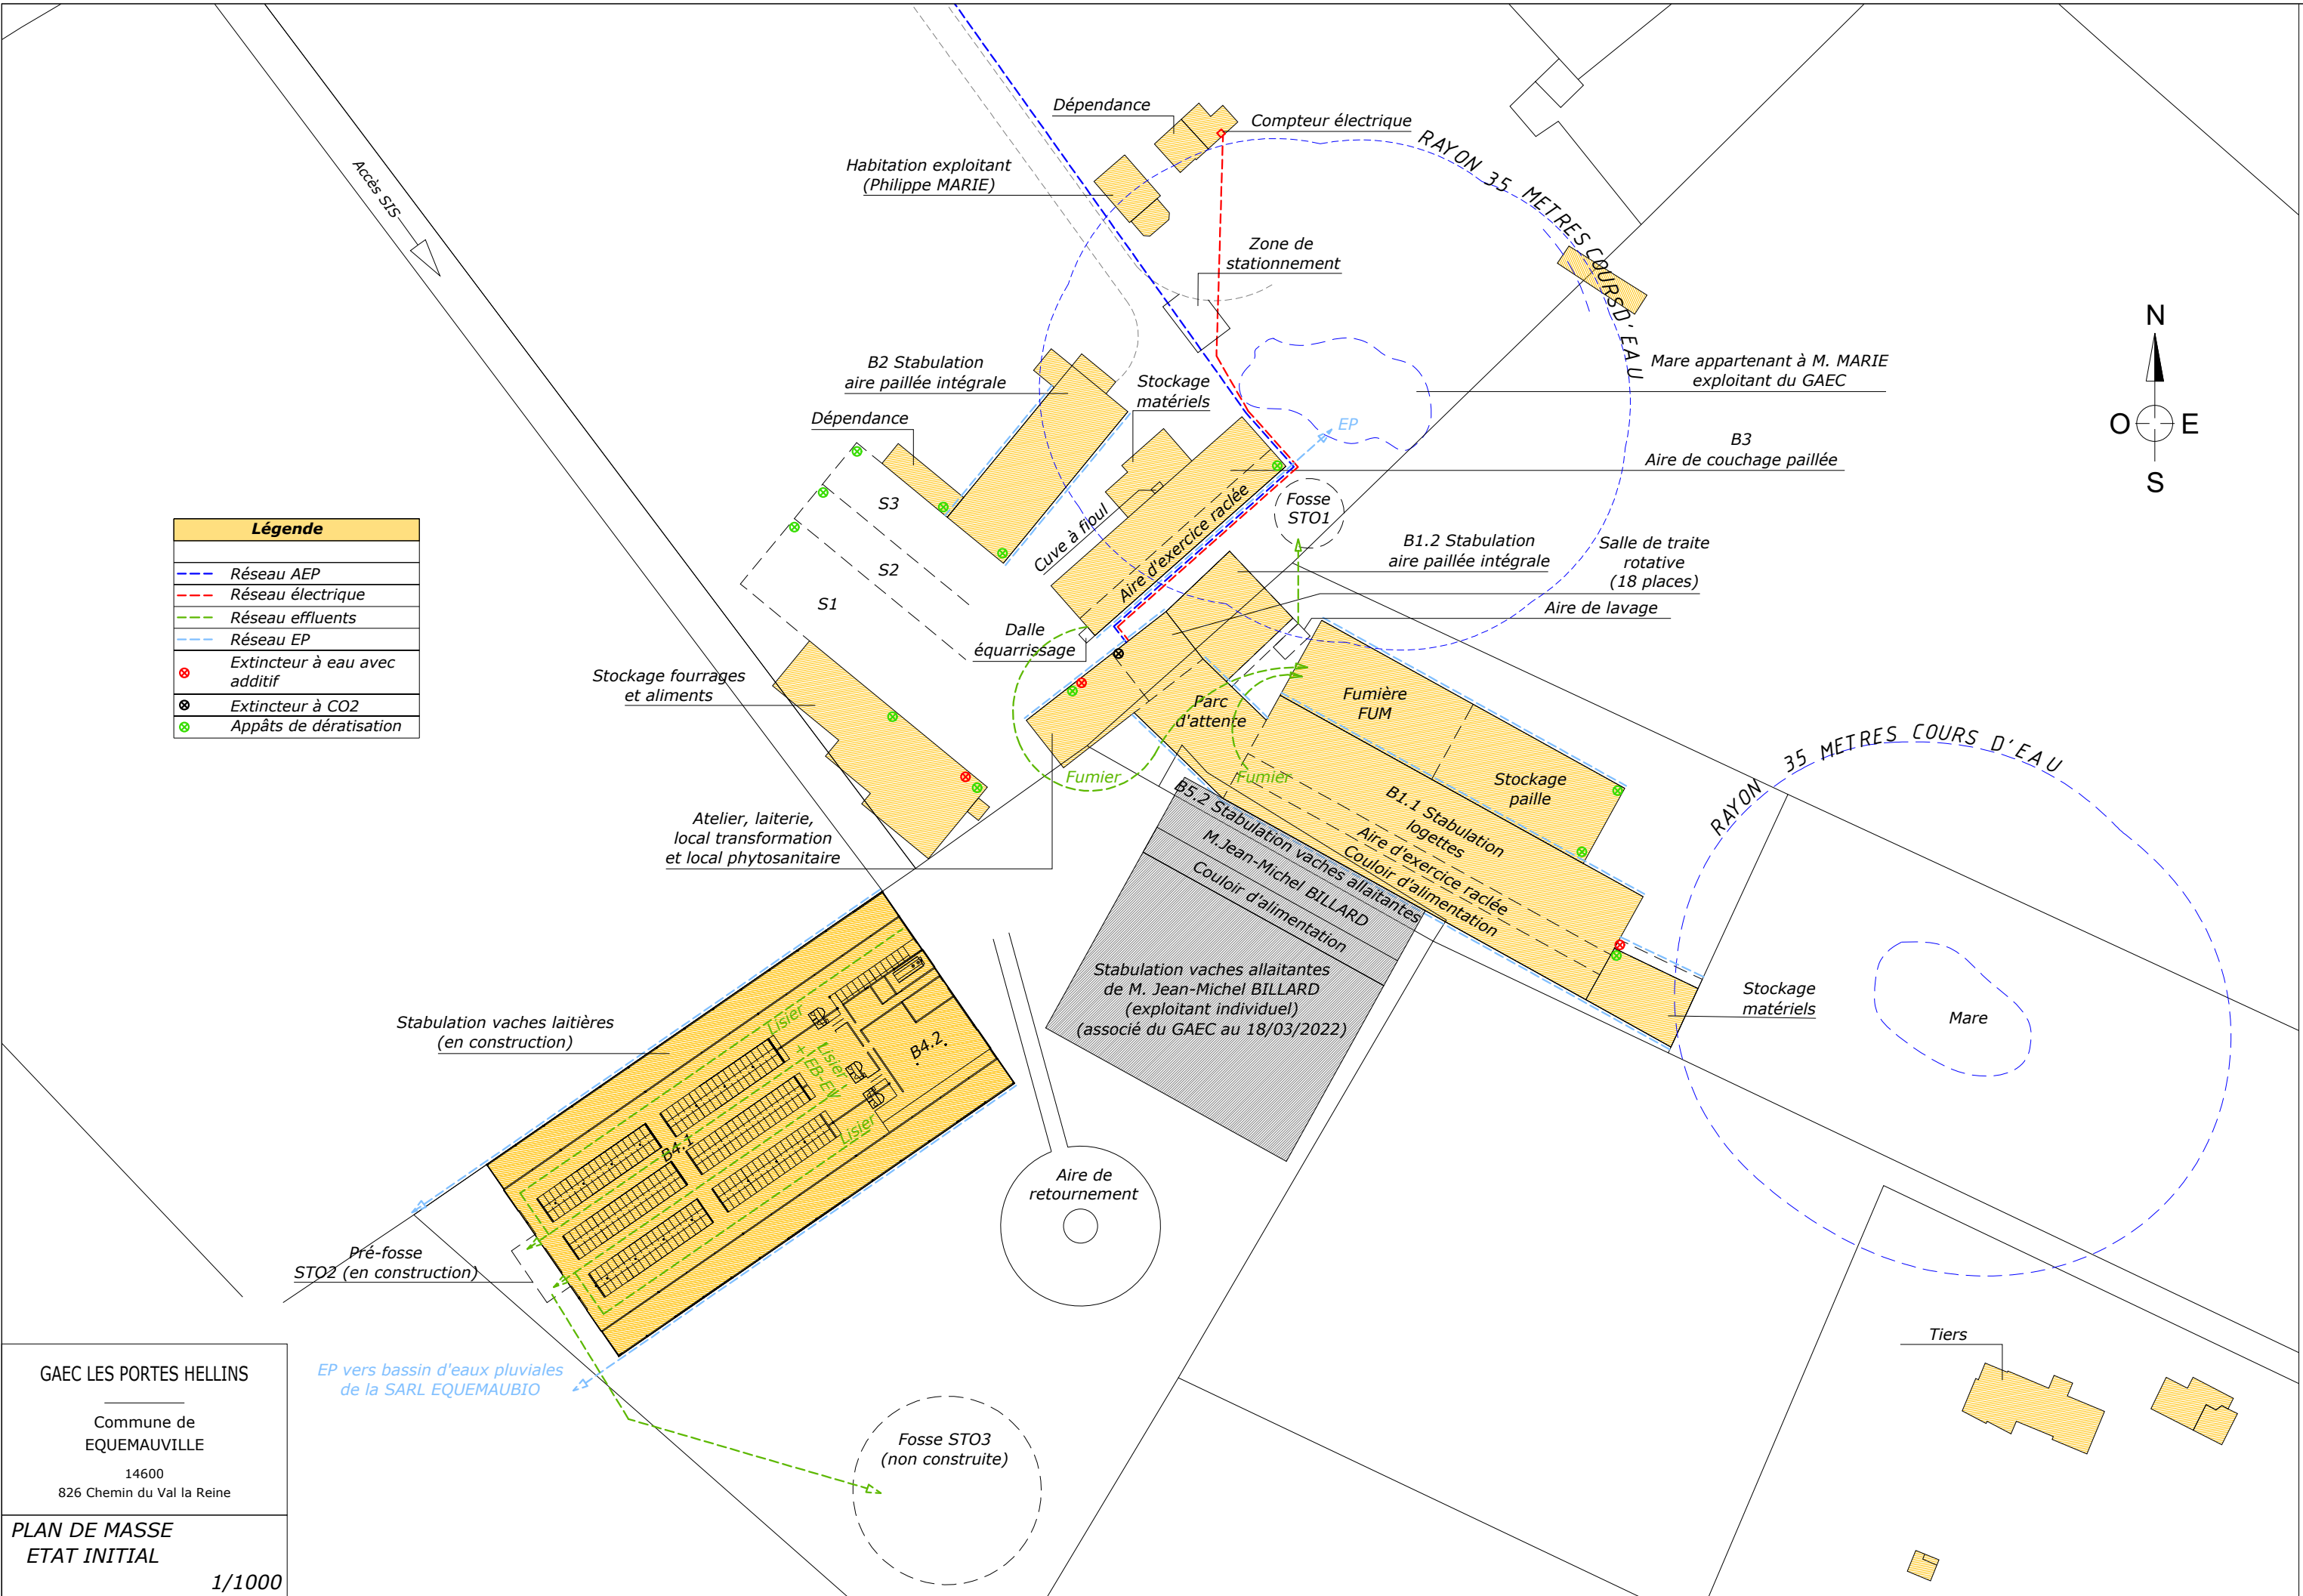 Accès SIS
Dépendance
Compteur électrique
Habitation exploitant
(Philippe MARIE)
RAYON 35 METRES COURS D'EAU
Zone de
stationnement
B2 Stabulation
aire paillée intégrale
Stockage
matériels
Mare appartenant à M. MARIE
exploitant du GAEC
Dépendance
EP
B3
Aire de couchage paillée
N
O
E
S
S3
S2
S1
Cuve à fioul
Aire d'exercice raclée
Fosse
STO1
B1.2 Stabulation
aire paillée intégrale
Salle de traite
rotative
(18 places)
Aire de lavage
Légende
Réseau AEP
Réseau électrique
Réseau effluents
Réseau EP
Extincteur à eau avec
additif
Extincteur à CO2
Appâts de dératisation
Dalle
équarrissage
Stockage fourrages
et aliments
Parc
d'attente
Fumière
FUM
Fumier
Fumier
Stockage
paille
B1.1 Stabulation
logettes
Aire d'exercice raclée
Couloir d'alimentation
Atelier, laiterie,
local transformation
et local phytosanitaire
B5.2 Stabulation vaches allaitantes
M.Jean-Michel BILLARD
Couloir d'alimentation
Stabulation vaches allaitantes
de M. Jean-Michel BILLARD
(exploitant individuel)
(associé du GAEC au 18/03/2022)
RAYON 35 METRES COURS D'EAU
Stockage
matériels
Mare
Stabulation vaches laitières
(en construction)
Lisier
Lisier
+ EB-EV
Lisier
B4.2
B4.1
Aire de
retournement
Pré-fosse
STO2 (en construction)
EP vers bassin d'eaux pluviales
de la SARL EQUEMAUBIO
Fosse STO3
(non construite)
Tiers
GAEC LES PORTES HELLINS
Commune de
EQUEMAUVILLE
14600
826 Chemin du Val la Reine
PLAN DE MASSE
ETAT INITIAL
1/1000